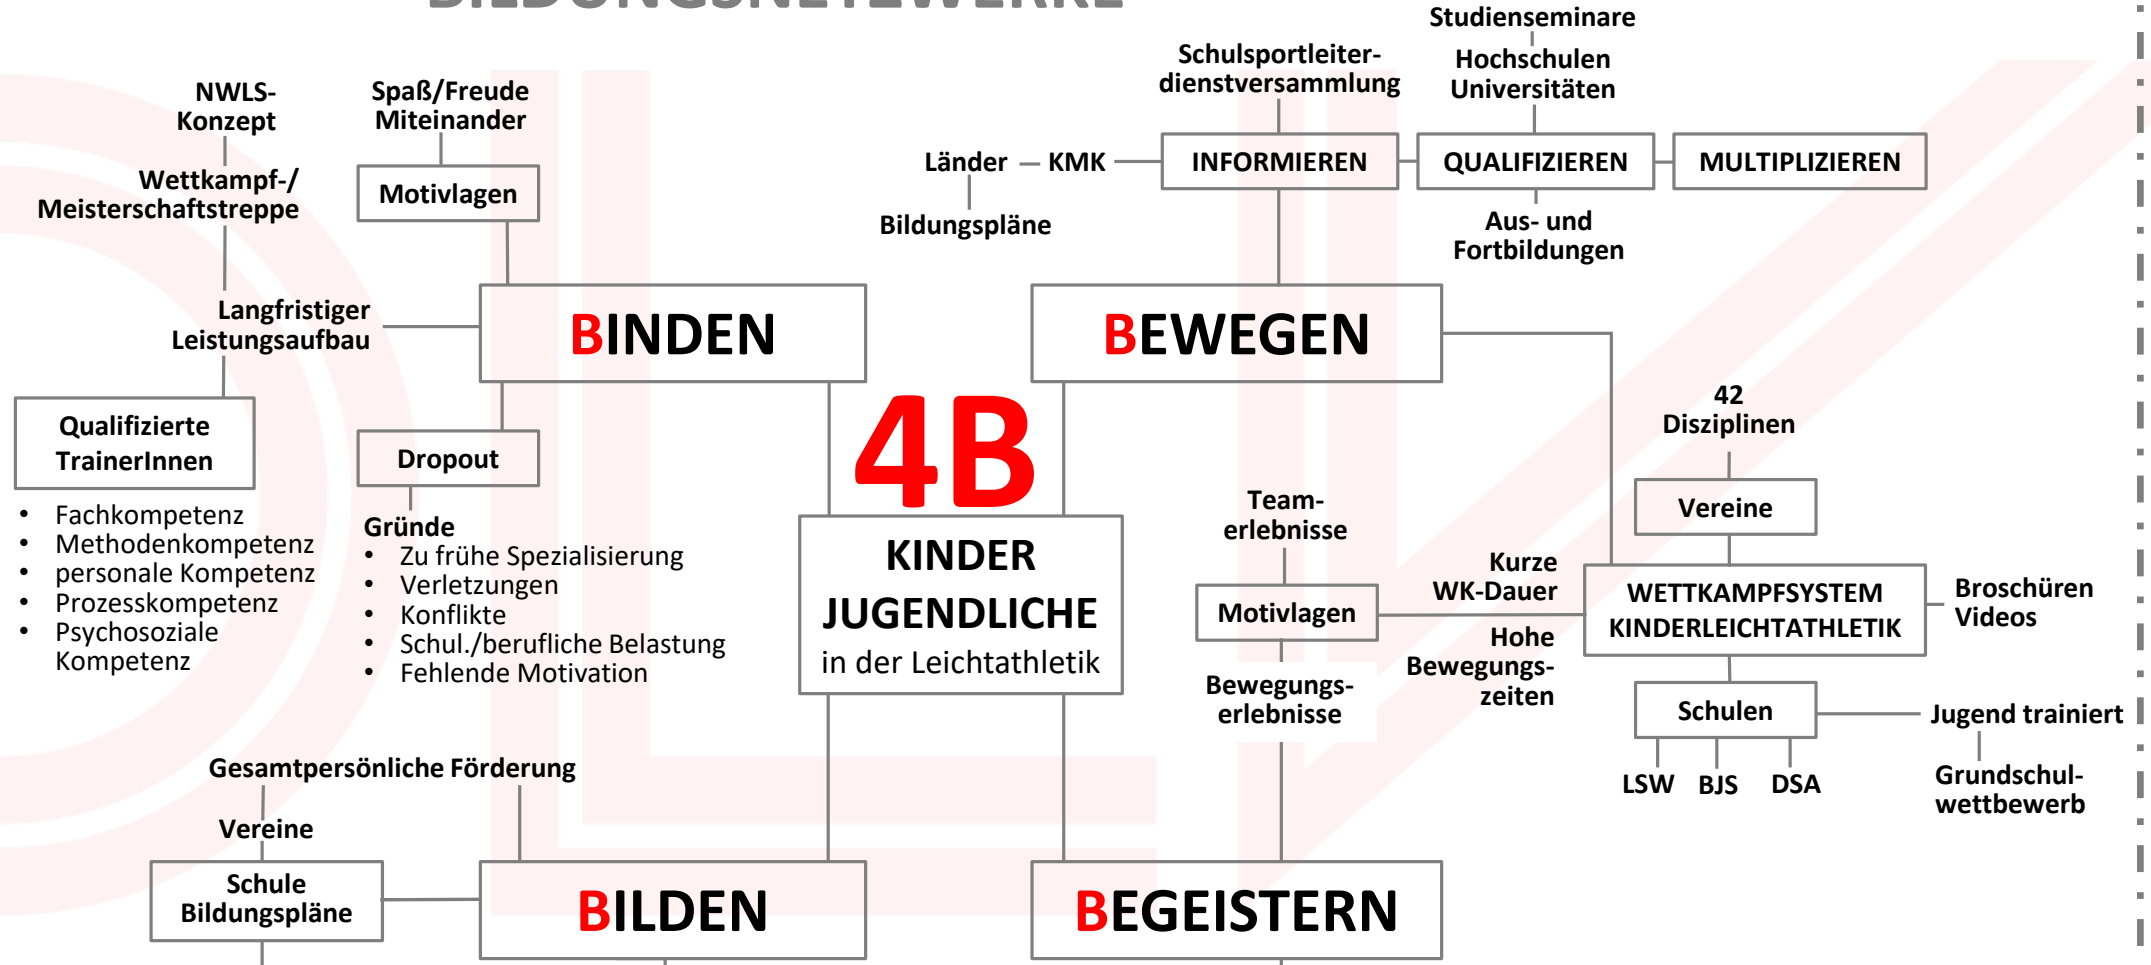 BILDUNGSNETZWERKE
NWLS-
Konzept
Wettkampf-/
Meisterschaftstreppe
Langfristiger
Leistungsaufbau
Qualifizierte
TrainerInnen
• Fachkompetenz
• Methodenkompetenz
• personale Kompetenz
• Prozesskompetenz
• Psychosoziale
Kompetenz
Spaß/Freude
Miteinander
Motivlagen
BINDEN
Dropout
Gründe
• Zu frühe Spezialisierung
• Verletzungen
• Konflikte
• Schul./berufliche Belastung
• Fehlende Motivation
4B
KINDER
JUGENDLICHE
in der Leichtathletik
Studienseminare
Hochschulen
Universitäten
Schulsportleiter-
dienstversammlung
Länder
KMK
INFORMIEREN
QUALIFIZIEREN
MULTIPLIZIEREN
Bildungspläne
Aus- und
Fortbildungen
BEWEGEN
42
Disziplinen
Vereine
WETTKAMPFSYSTEM
KINDERLEICHTATHLETIK
Broschüren
Videos
Schulen
Jugend trainiert
Grundschul-
wettbewerb
LSW
BJS
DSA
Kurze
WK-Dauer
Hohe
Bewegungs-
zeiten
Team-
erlebnisse
Motivlagen
Bewegungs-
erlebnisse
BEGEISTERN
Gesamtpersönliche Förderung
Vereine
Schule
Bildungspläne
BILDEN